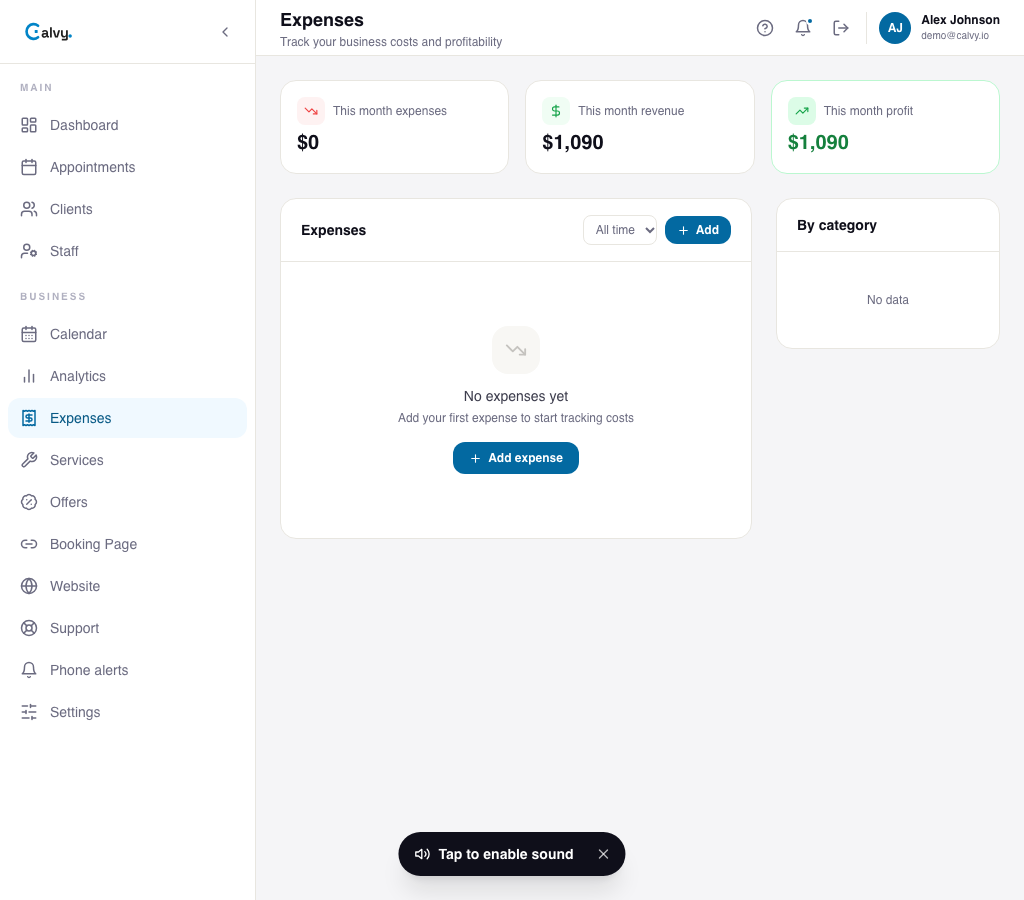 Calvy.
MAIN
Dashboard
Appointments
Clients
Staff
BUSINESS
Calendar
Analytics
Expenses
Services
Offers
Booking Page
Website
Support
Phone alerts
Settings
Expenses
Track your business costs and profitability
AJ
Alex Johnson
demo@calvy.io
This month expenses
$0
This month revenue
$1,090
This month profit
$1,090
Expenses
All time
Add
By category
No data
No expenses yet
Add your first expense to start tracking costs
Add expense
Tap to enable sound